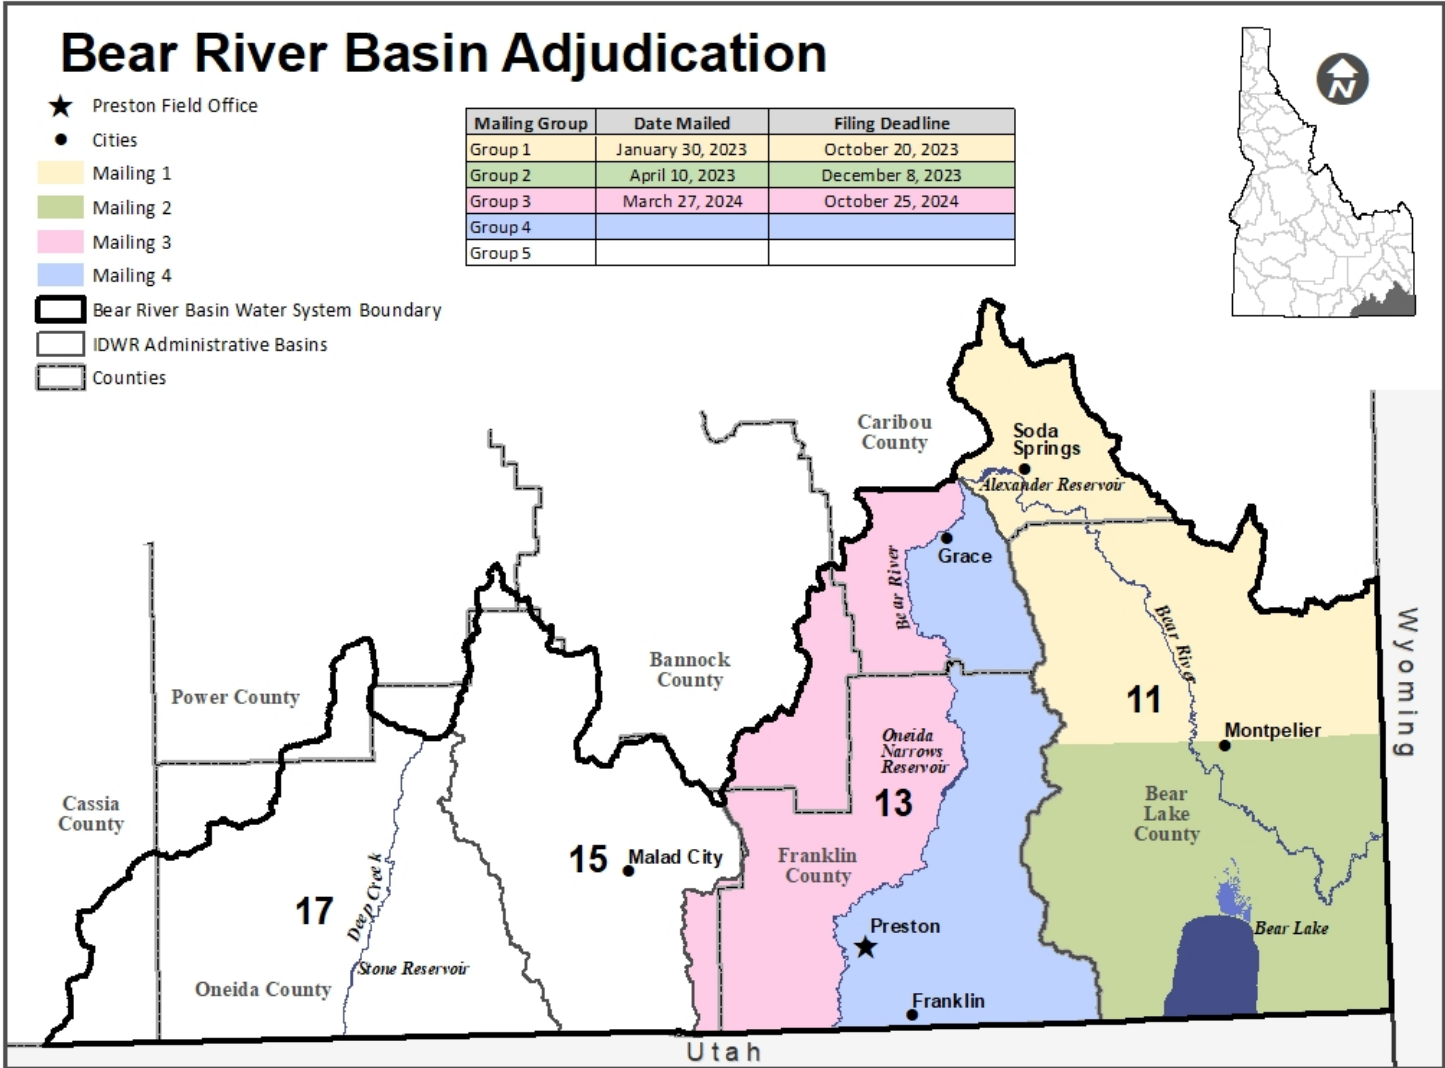 Bear River Basin Adjudication
Preston Field Office
Cities
Mailing 1
Mailing 2
Mailing 3
Mailing 4
Bear River Basin Water System Boundary
IDWR Administrative Basins
Counties
Mailing Group Date Mailed Filing Deadline
Group 1 January 30, 2023 October 20, 2023
Group 2 April 10, 2023 December 8, 2023
Group 3 March 27, 2024 October 25, 2024
Group 4
Group 5
N
Caribou
County
Soda
Springs
Alexander Reservoir
Grace
Bear River
Bear River
Wyoming
Bannock
County
Power County
11
Montpelier
Oneida
Narrows
Reservoir
13
Cassia
County
Bear
Lake
County
15
Malad City
Franklin
County
17
Deep Creek
Preston
Bear Lake
Stone Reservoir
Oneida County
Franklin
Utah